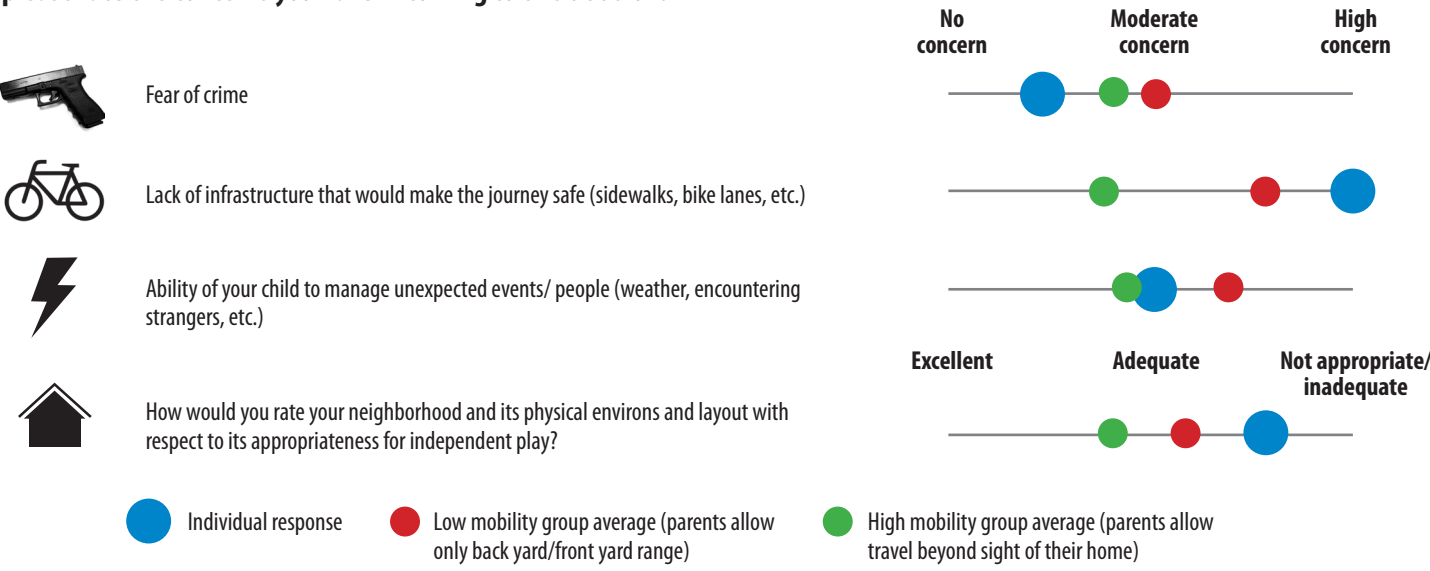 No
concern
Moderate
concern
High
concern
Fear of crime
Lack of infrastructure that would make the journey safe (sidewalks, bike lanes, etc.)
Ability of your child to manage unexpected events/ people (weather, encountering
strangers, etc.)
Excellent
Adequate
Not appropriate/
inadequate
How would you rate your neighborhood and its physical environs and layout with
respect to its appropriateness for independent play?
Individual response
Low mobility group average (parents allow
only back yard/front yard range)
High mobility group average (parents allow
travel beyond sight of their home)